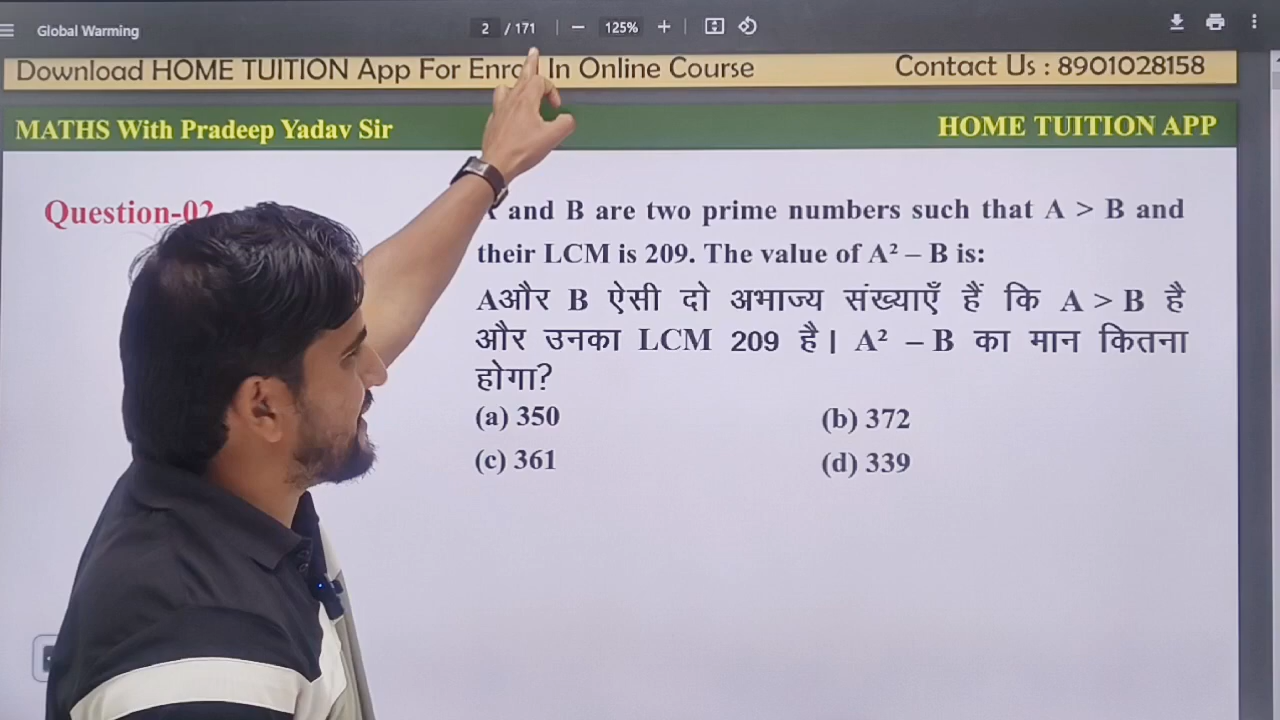 Global Warming
2 / 171 − 125% +
Download HOME TUITION App For Enro In Online Course
Contact Us : 8901028158
MATHS With Pradeep Yadav Sir
HOME TUITION APP
Question-02
and B are two prime numbers such that A > B and
their LCM is 209. The value of A² – B is:
Aऔर B ऐसी दो अभाज्य संख्याएँ हैं कि A > B है
और उनका LCM 209 है। A² – B का मान कितना
होगा?
(a) 350
(b) 372
(c) 361
(d) 339